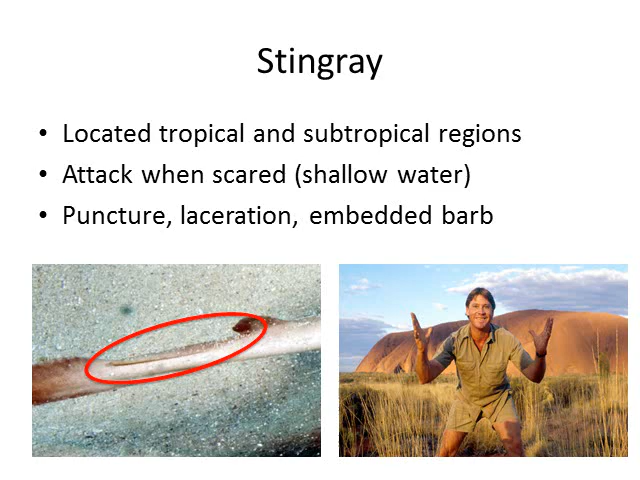 Stingray
• Located tropical and subtropical regions
• Attack when scared (shallow water)
• Puncture, laceration, embedded barb